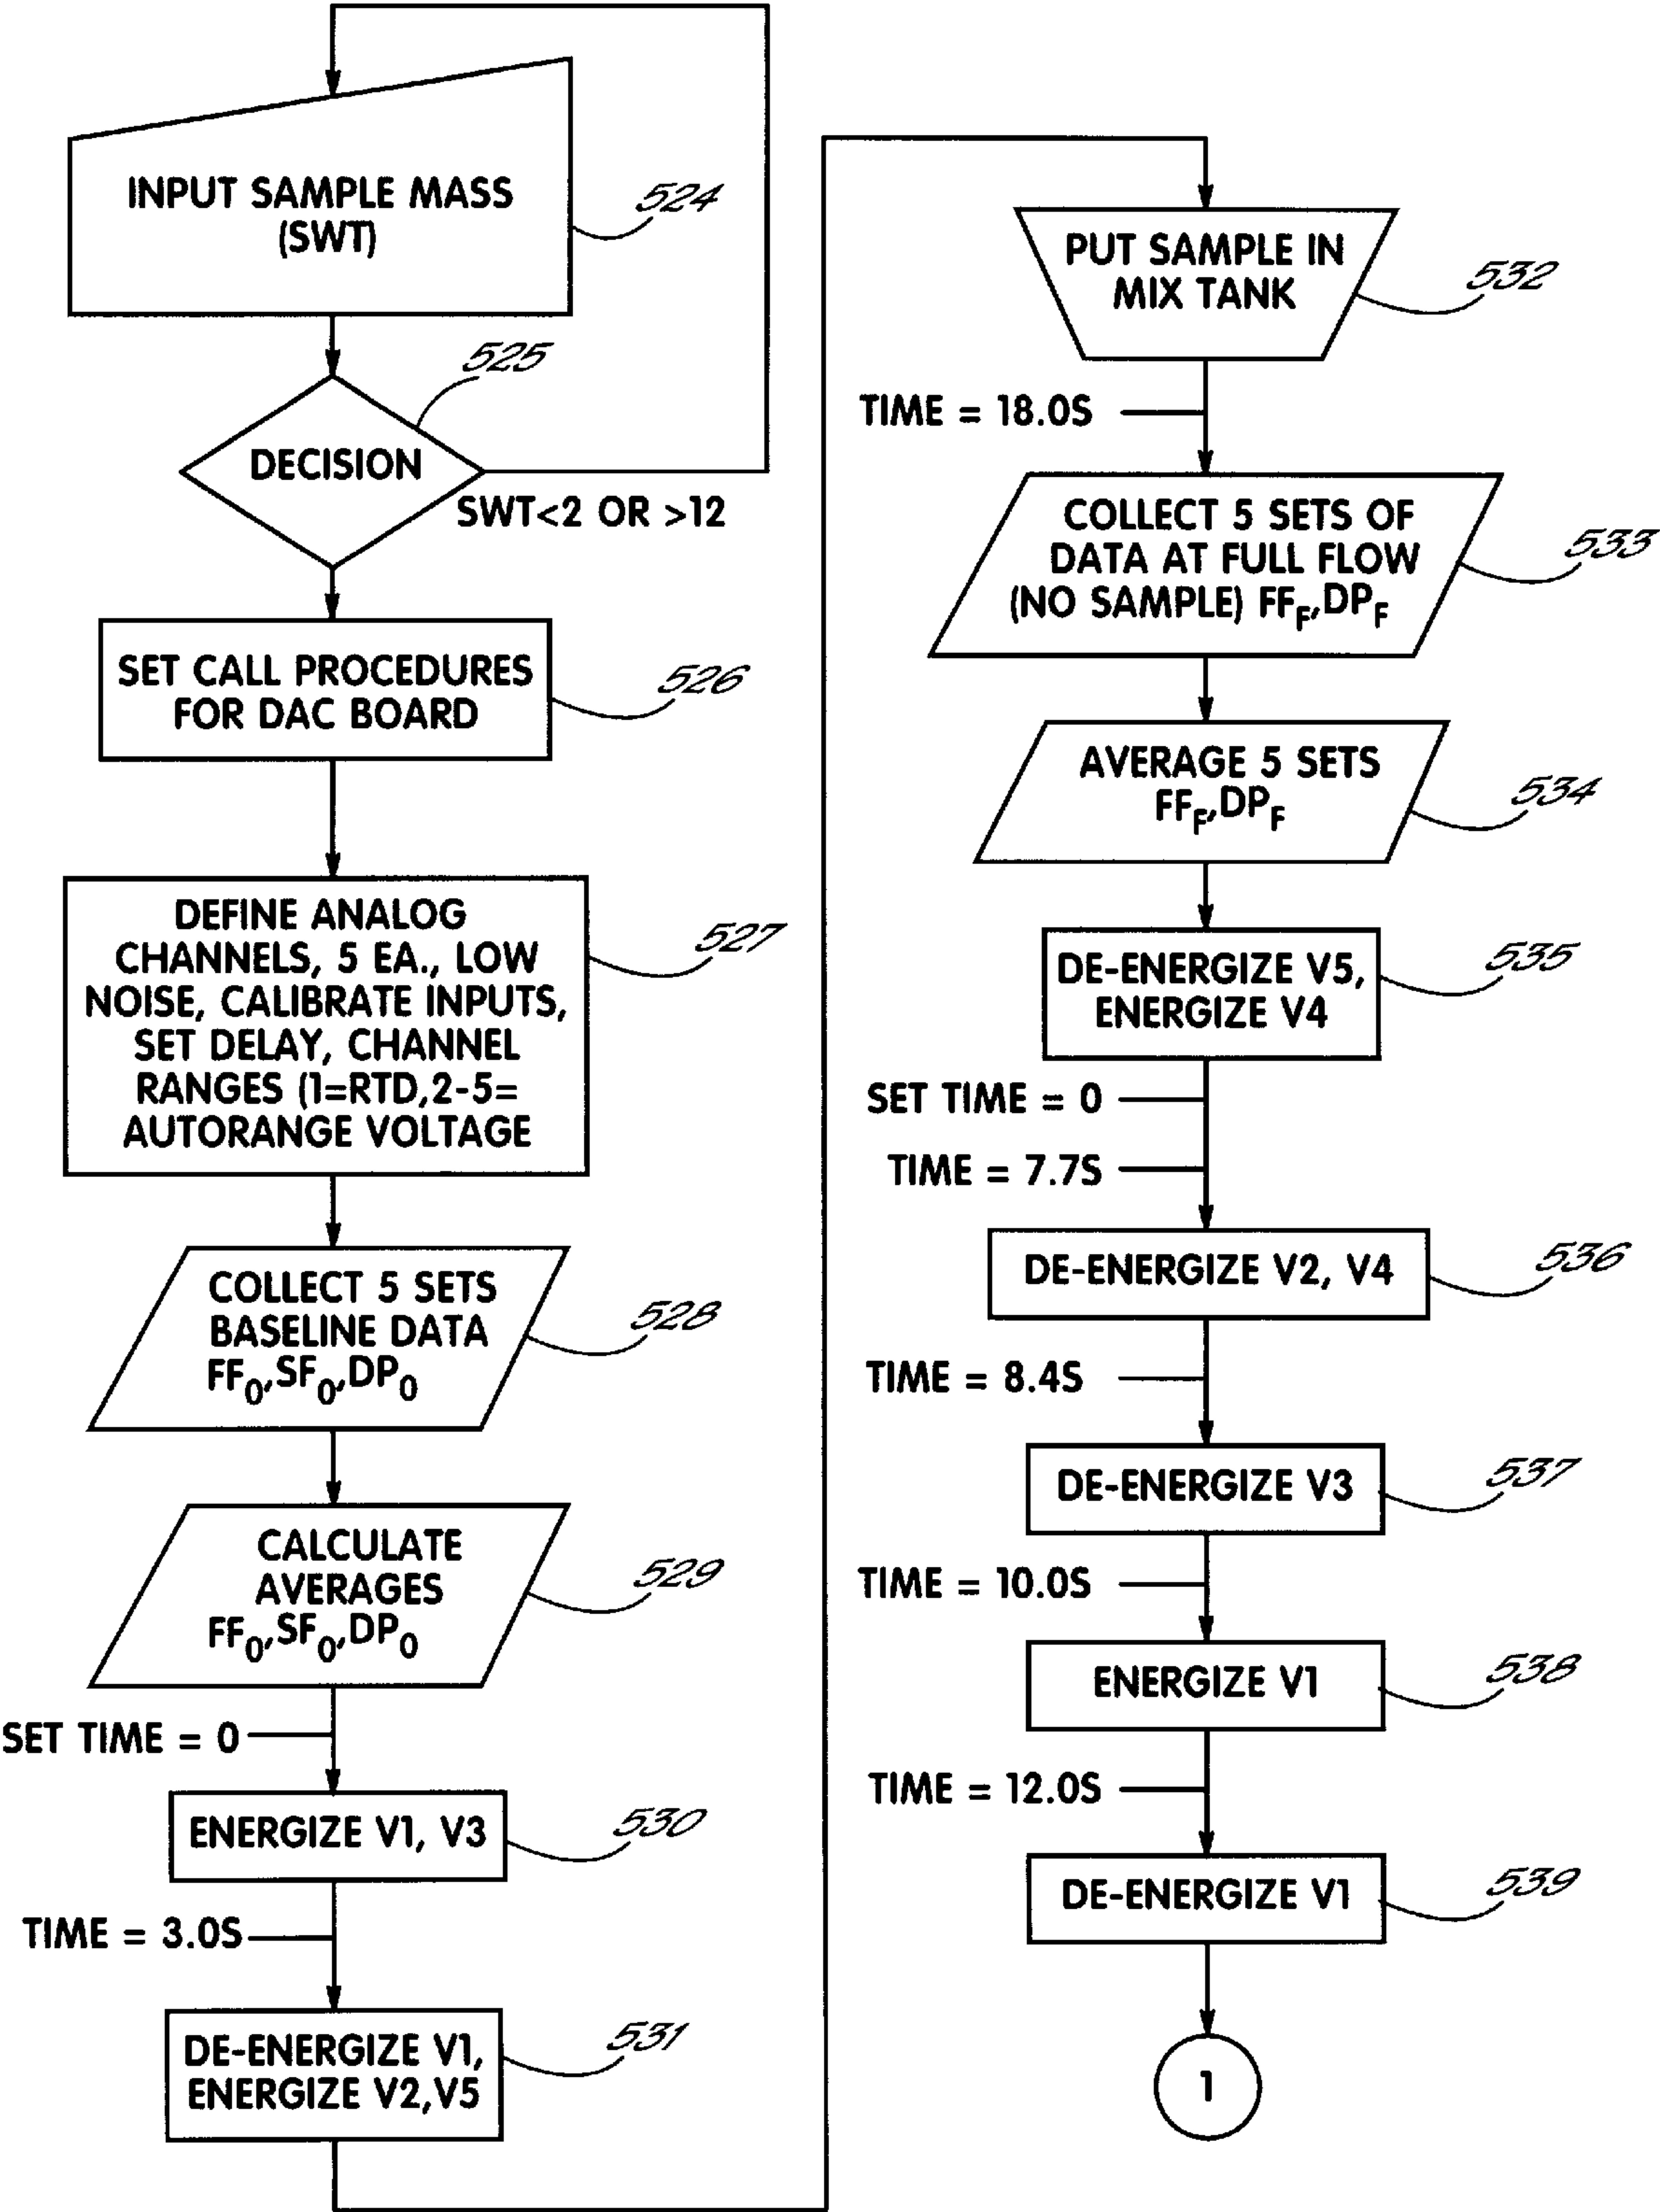 INPUT SAMPLE MASS
(SWT)
524
525
DECISION
SWT<2 OR >12
SET CALL PROCEDURES
FOR DAC BOARD
526
DEFINE ANALOG
CHANNELS, 5 EA., LOW
NOISE, CALIBRATE INPUTS,
SET DELAY, CHANNEL
RANGES (1=RTD,2-5=
AUTORANGE VOLTAGE
527
COLLECT 5 SETS
BASELINE DATA
FF0,SF0,DP0
528
CALCULATE
AVERAGES
FF0,SF0,DP0
529
SET TIME = 0
ENERGIZE V1, V3
530
TIME = 3.0S
DE-ENERGIZE V1,
ENERGIZE V2,V5
531
PUT SAMPLE IN
MIX TANK
532
TIME = 18.0S
COLLECT 5 SETS OF
DATA AT FULL FLOW
(NO SAMPLE) FFF,DPF
533
AVERAGE 5 SETS
FFF,DPF
534
DE-ENERGIZE V5,
ENERGIZE V4
535
SET TIME = 0
TIME = 7.7S
DE-ENERGIZE V2, V4
536
TIME = 8.4S
DE-ENERGIZE V3
537
TIME = 10.0S
ENERGIZE V1
538
TIME = 12.0S
DE-ENERGIZE V1
539
1